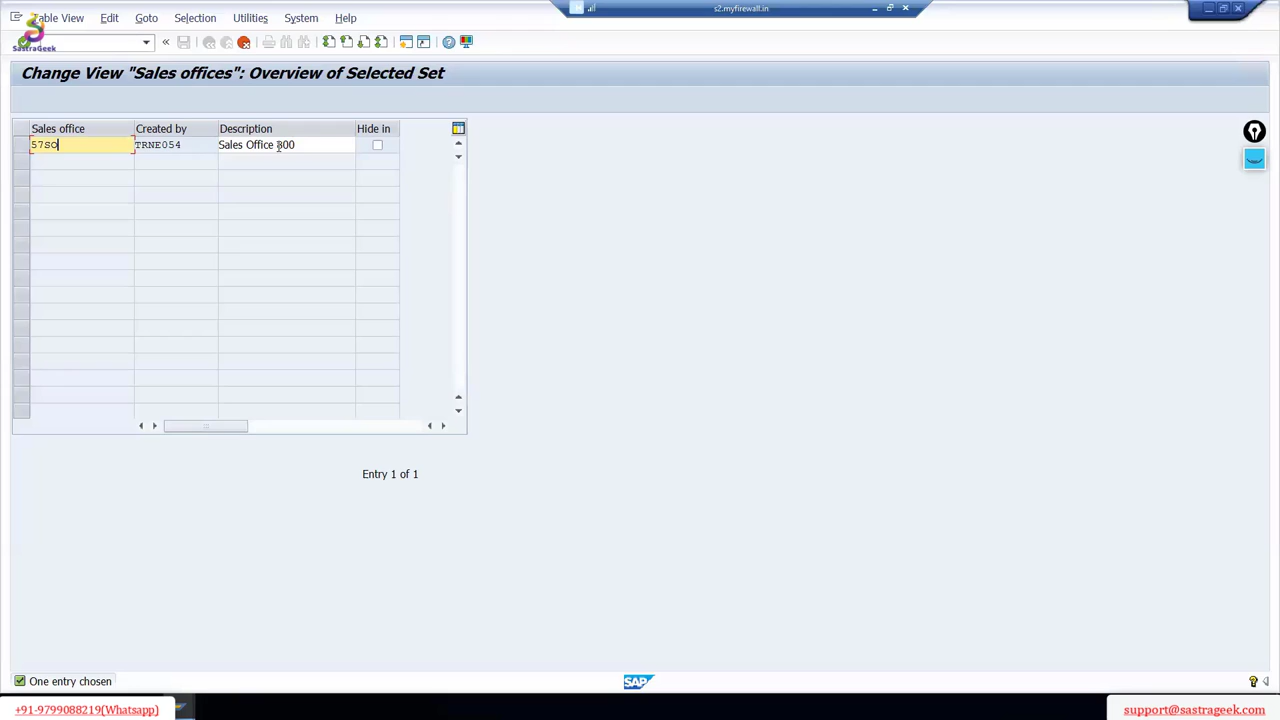 s2.myfirewall.in
Table View Edit Goto Selection Utilities System Help
SastraGeek
Change View "Sales offices": Overview of Selected Set
Sales office Created by Description Hide in
57SO TRNE054 Sales Office 300
Entry 1 of 1
One entry chosen
SAP
+91-9799088219(Whatsapp)
support@sastrageek.com